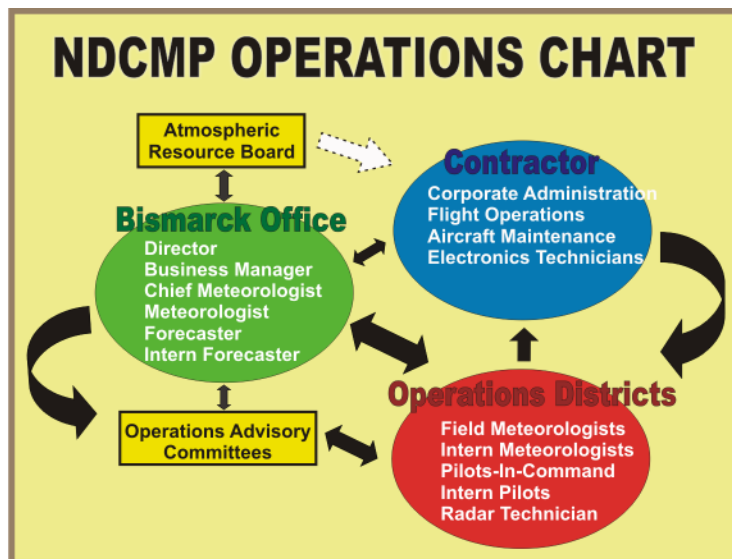 NDCMP OPERATIONS CHART
Atmospheric
Resource Board
Contractor
Corporate Administration
Flight Operations
Aircraft Maintenance
Electronics Technicians
Bismarck Office
Director
Business Manager
Chief Meteorologist
Meteorologist
Forecaster
Intern Forecaster
Operations Advisory
Committees
Operations Districts
Field Meteorologists
Intern Meteorologists
Pilots-In-Command
Intern Pilots
Radar Technician